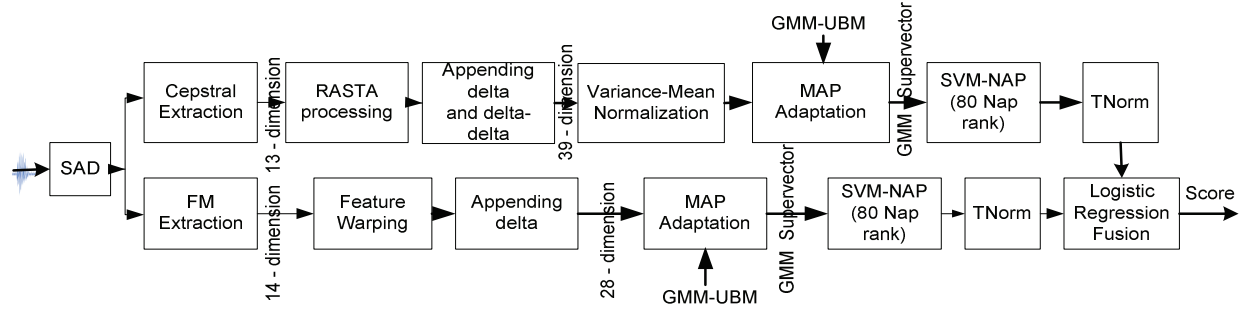 SAD
Cepstral
Extraction
13 - dimension
RASTA
processing
Appending
delta
and delta-
delta
39 - dimension
Variance-Mean
Normalization
GMM-UBM
MAP
Adaptation
GMM Supervector
SVM-NAP
(80 Nap
rank)
TNorm
FM
Extraction
14 - dimension
Feature
Warping
Appending
delta
28 - dimension
MAP
Adaptation
GMM-UBM
GMM Supervector
SVM-NAP
(80 Nap
rank)
TNorm
Logistic
Regression
Fusion
Score